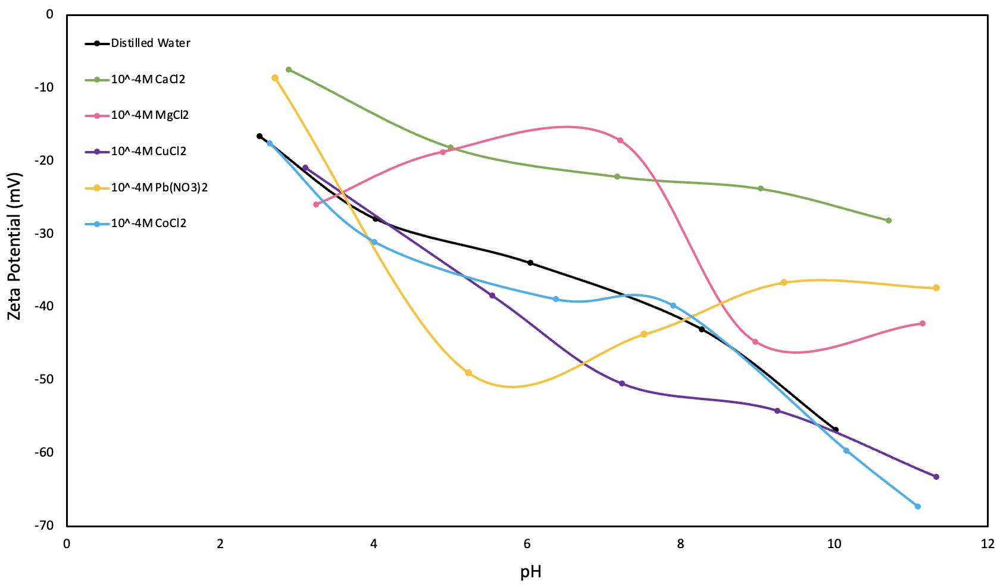 0
-10
-20
-30
-40
-50
-60
-70
Zeta Potential (mV)
Distilled Water
10^-4M CaCl2
10^-4M MgCl2
10^-4M CuCl2
10^-4M Pb(NO3)2
10^-4M CoCl2
0 2 4 6 8 10 12
pH